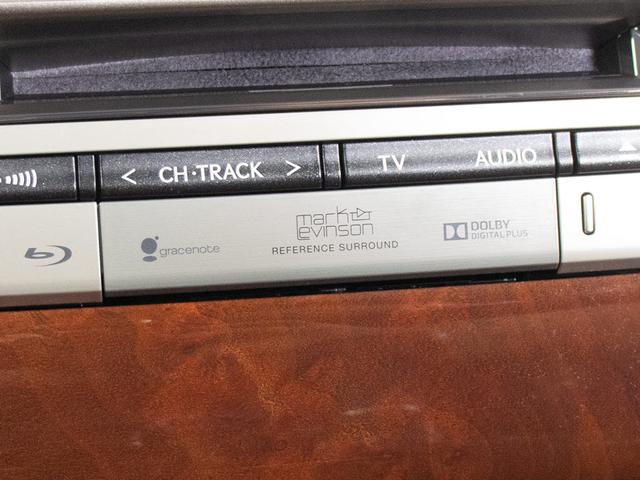 < CH·TRACK >
TV AUDIO
gracenote
mark
levinson
REFERENCE SURROUND
DOLBY
DIGITAL PLUS